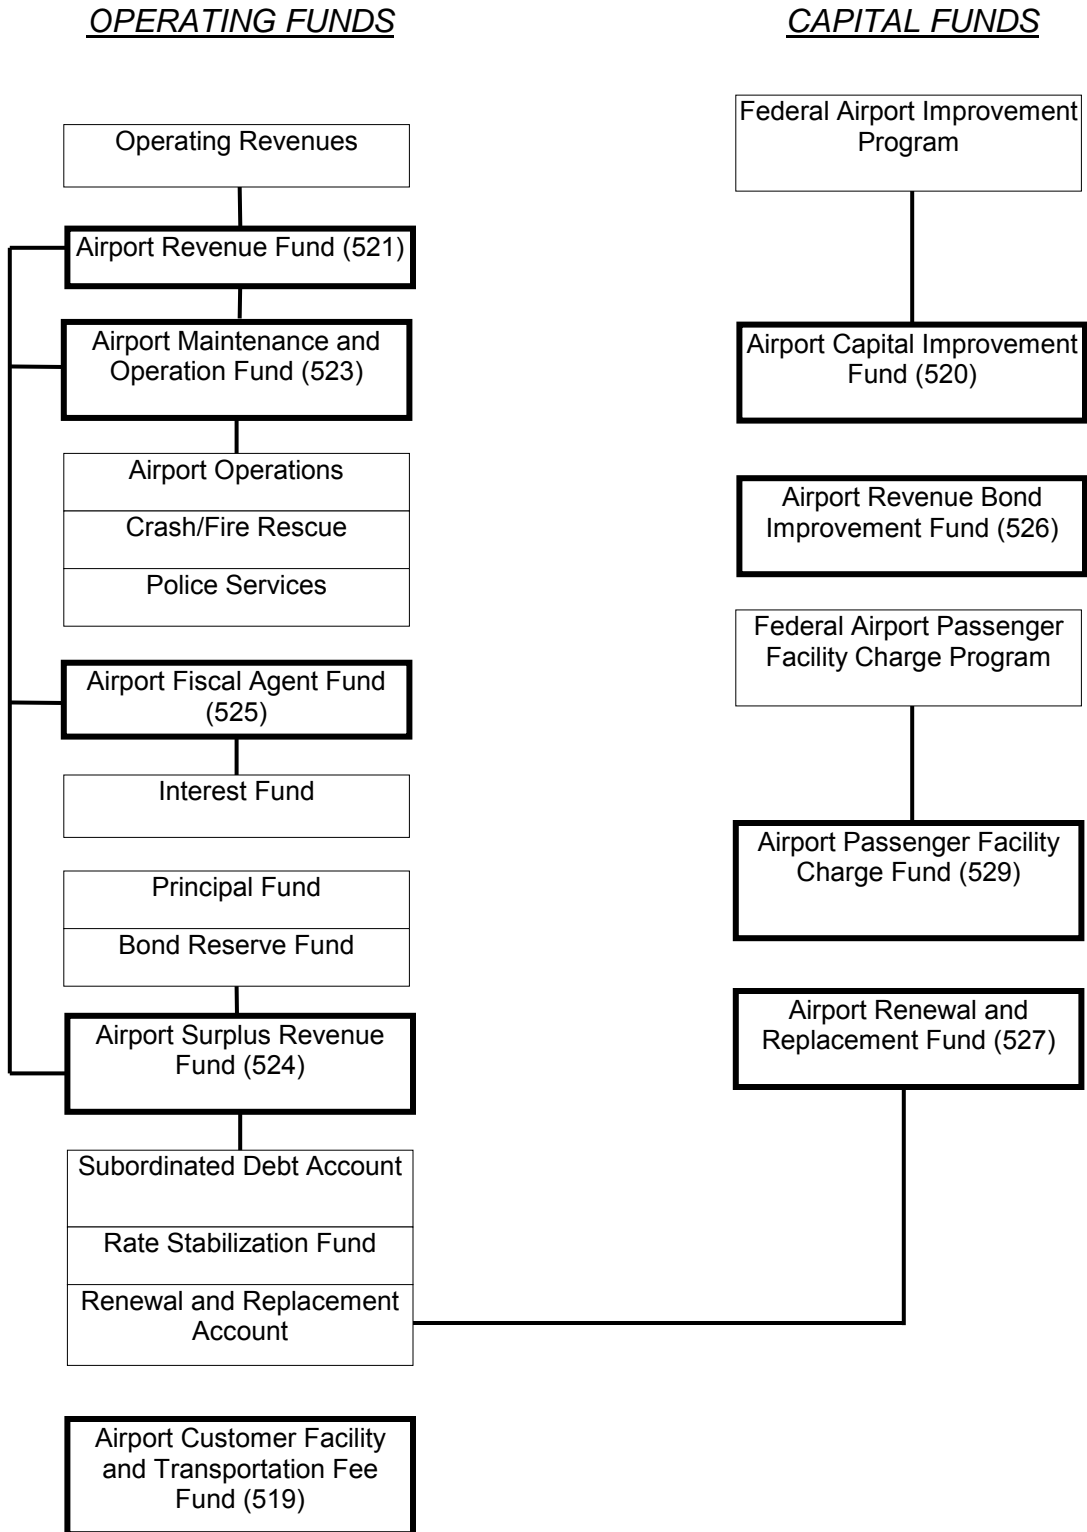 OPERATING FUNDS
Operating Revenues
Airport Revenue Fund (521)
Airport Maintenance and
Operation Fund (523)
Airport Operations
Crash/Fire Rescue
Police Services
Airport Fiscal Agent Fund
(525)
Interest Fund
Principal Fund
Bond Reserve Fund
Airport Surplus Revenue
Fund (524)
Subordinated Debt Account
Rate Stabilization Fund
Renewal and Replacement
Account
Airport Customer Facility
and Transportation Fee
Fund (519)
CAPITAL FUNDS
Federal Airport Improvement
Program
Airport Capital Improvement
Fund (520)
Airport Revenue Bond
Improvement Fund (526)
Federal Airport Passenger
Facility Charge Program
Airport Passenger Facility
Charge Fund (529)
Airport Renewal and
Replacement Fund (527)